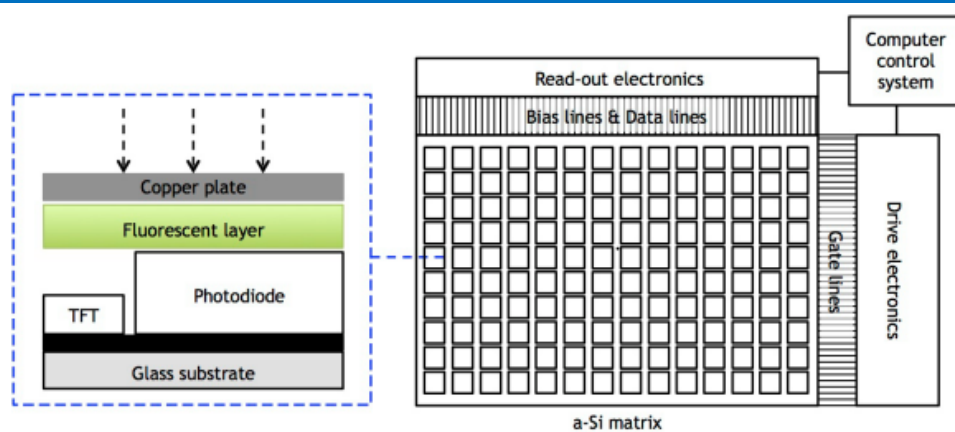 Computer
control
system
Read-out electronics
Bias lines & Data lines
Copper plate
Fluorescent layer
Photodiode
TFT
Glass substrate
Gate lines
Drive electronics
a-Si matrix